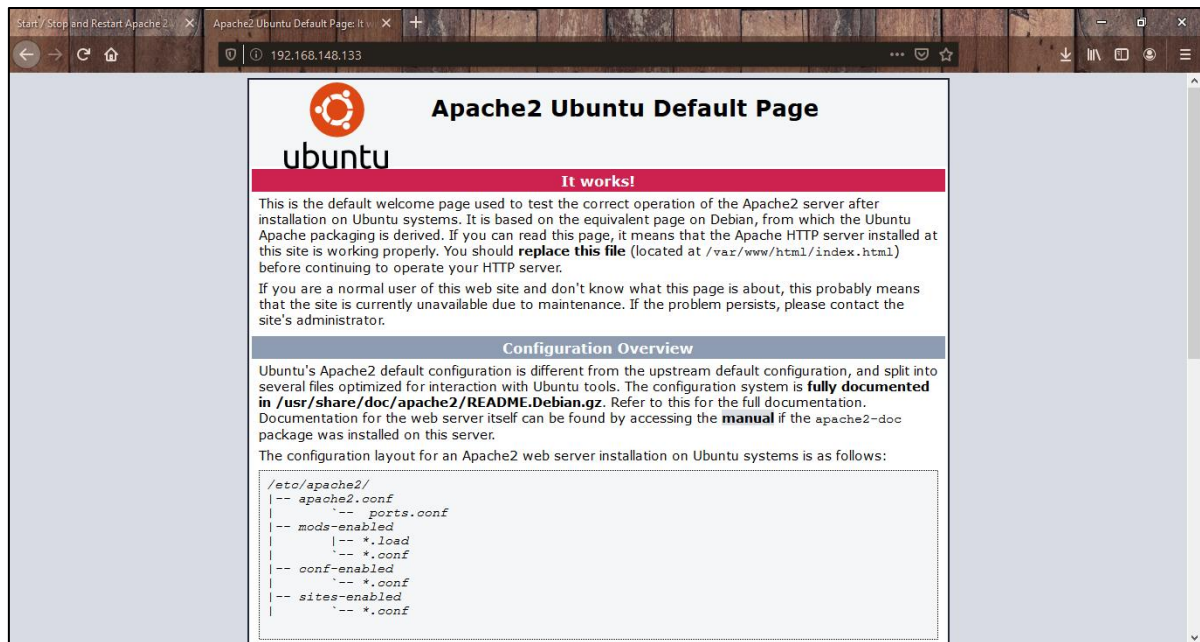 Start / Stop and Restart Apache 2
Apache2 Ubuntu Default Page: It w
192.168.148.133
ubuntu
Apache2 Ubuntu Default Page
It works!
This is the default welcome page used to test the correct operation of the Apache2 server after
installation on Ubuntu systems. It is based on the equivalent page on Debian, from which the Ubuntu
Apache packaging is derived. If you can read this page, it means that the Apache HTTP server installed at
this site is working properly. You should replace this file (located at /var/www/html/index.html)
before continuing to operate your HTTP server.
If you are a normal user of this web site and don't know what this page is about, this probably means
that the site is currently unavailable due to maintenance. If the problem persists, please contact the
site's administrator.
Configuration Overview
Ubuntu's Apache2 default configuration is different from the upstream default configuration, and split into
several files optimized for interaction with Ubuntu tools. The configuration system is fully documented
in /usr/share/doc/apache2/README.Debian.gz. Refer to this for the full documentation.
Documentation for the web server itself can be found by accessing the manual if the apache2-doc
package was installed on this server.
The configuration layout for an Apache2 web server installation on Ubuntu systems is as follows:
/etc/apache2/
|-- apache2.conf
|       `--  ports.conf
|-- mods-enabled
|       |-- *.load
|       `-- *.conf
|-- conf-enabled
|       `-- *.conf
|-- sites-enabled
|       `-- *.conf